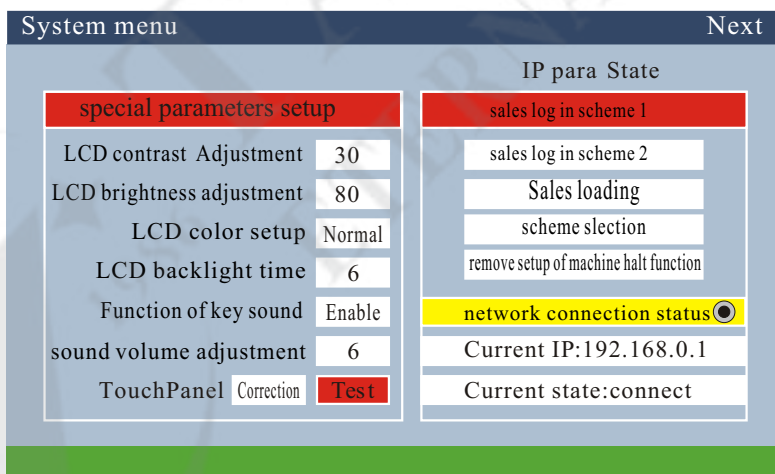 System menu
Next
IP para State
special parameters setup
LCD contrast Adjustment 30
LCD brightness adjustment 80
LCD color setup Normal
LCD backlight time 6
Function of key sound Enable
sound volume adjustment 6
TouchPanel Correction Test
sales log in scheme 1
sales log in scheme 2
Sales loading
scheme slection
remove setup of machine halt function
network connection status
Current IP:192.168.0.1
Current state:connect
1986